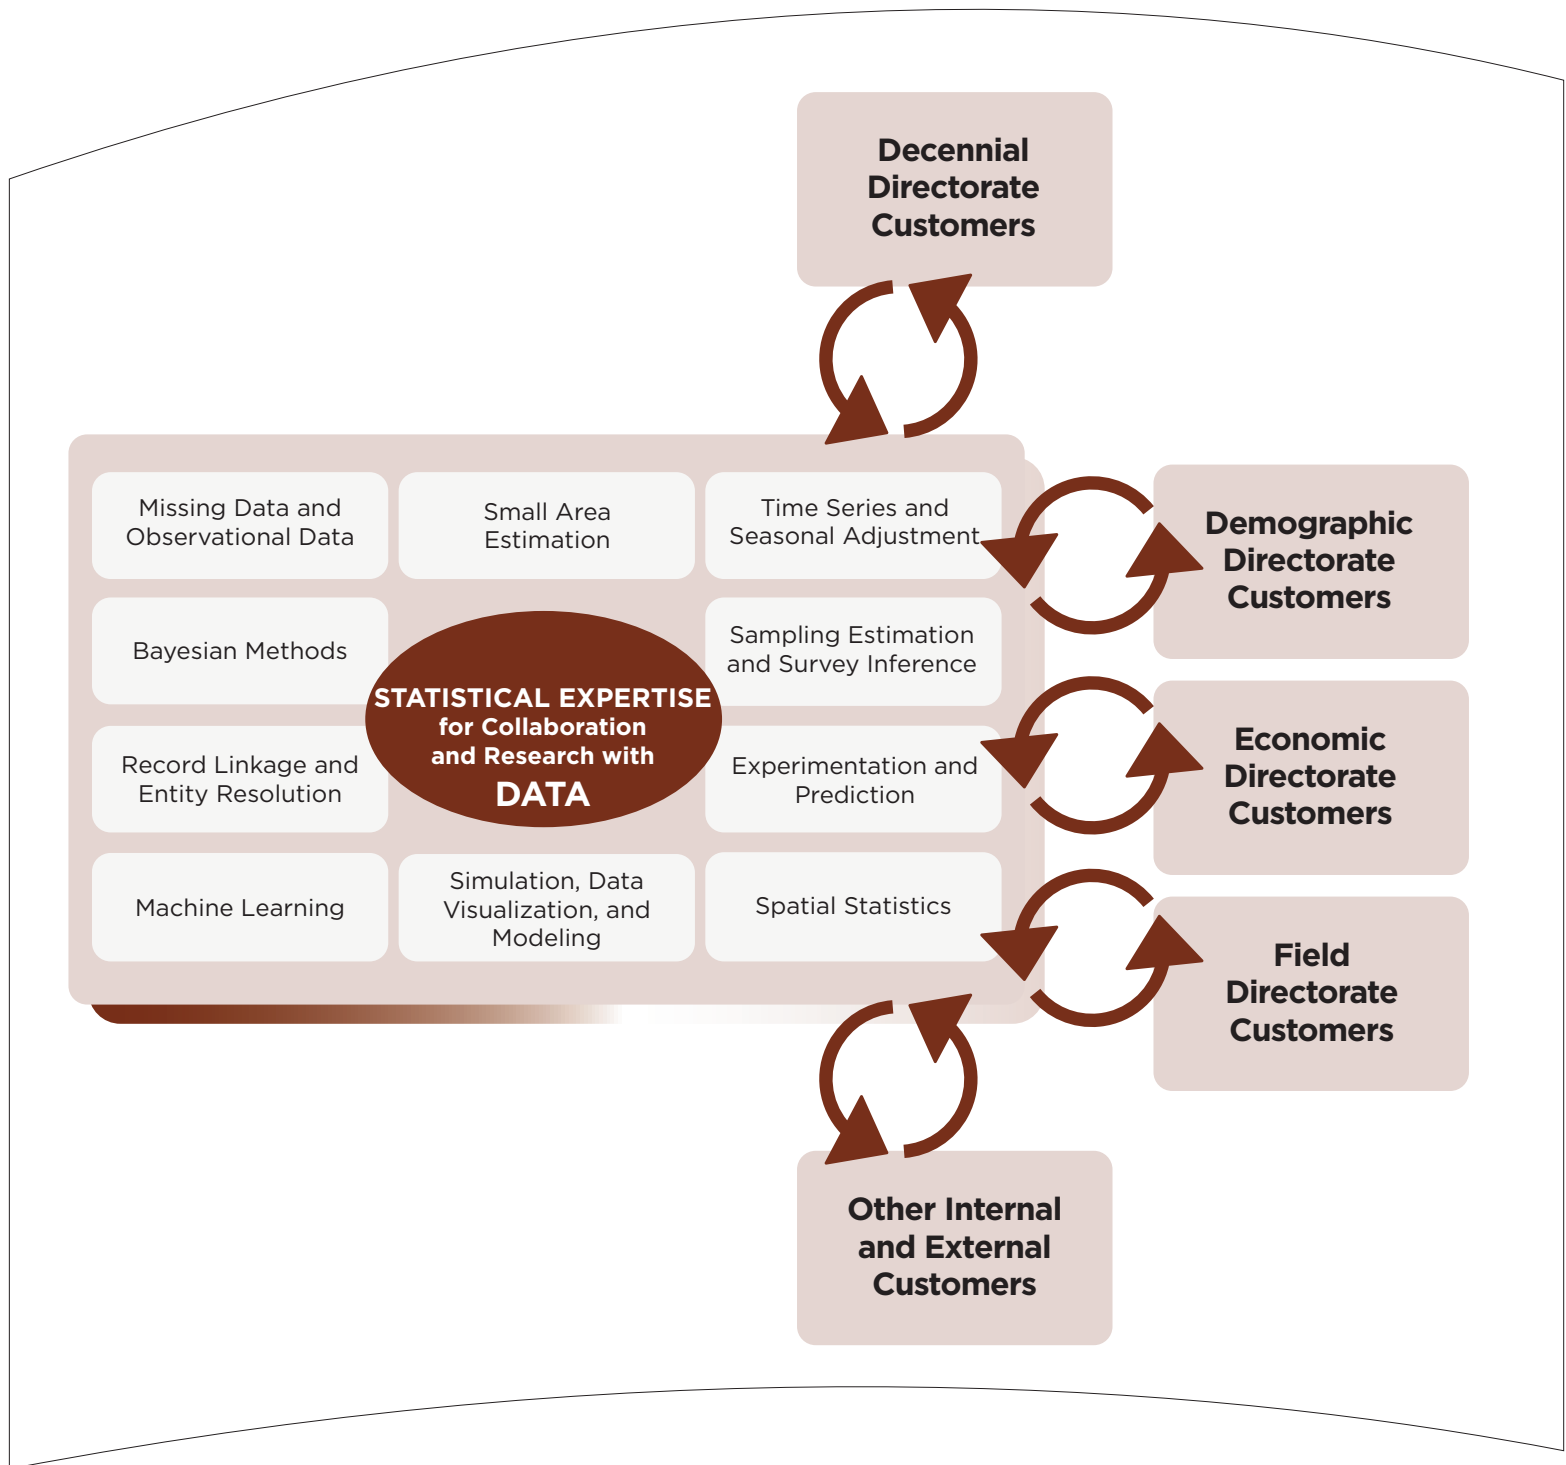 Decennial
Directorate
Customers
Missing Data and
Observational Data
Small Area
Estimation
Time Series and
Seasonal Adjustment
Demographic
Directorate
Customers
Bayesian Methods
STATISTICAL EXPERTISE
for Collaboration
and Research with
DATA
Sampling Estimation
and Survey Inference
Record Linkage and
Entity Resolution
Experimentation and
Prediction
Economic
Directorate
Customers
Machine Learning
Simulation, Data
Visualization, and
Modeling
Spatial Statistics
Field
Directorate
Customers
Other Internal
and External
Customers